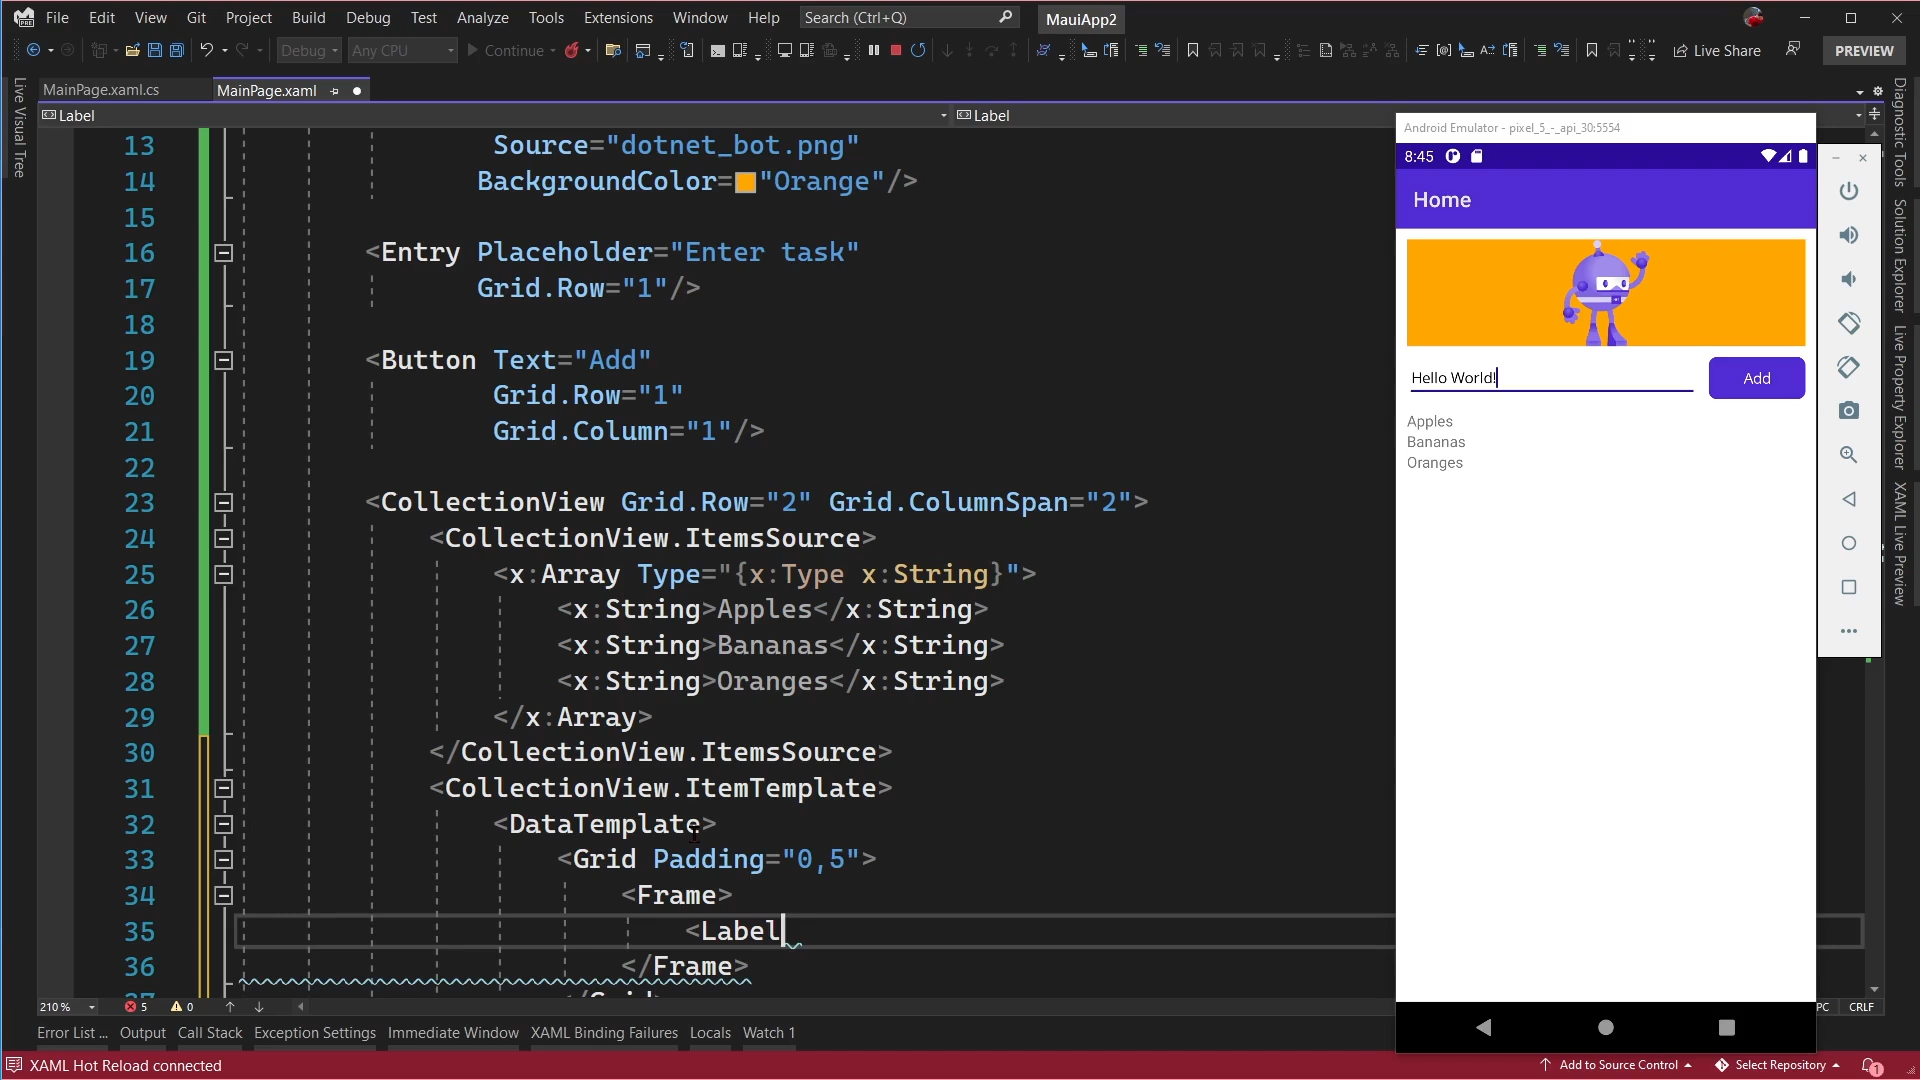 File Edit View Git Project Build Debug Test Analyze Tools Extensions Window Help Search (Ctrl+Q) MauiApp2
Debug Any CPU Continue Live Share PREVIEW
MainPage.xaml.cs MainPage.xaml
Label Label
Live Visual Tree
13 Source="dotnet_bot.png"
14 BackgroundColor="Orange"/>
15
16 <Entry Placeholder="Enter task"
17 Grid.Row="1"/>
18
19 <Button Text="Add"
20 Grid.Row="1"
21 Grid.Column="1"/>
22
23 <CollectionView Grid.Row="2" Grid.ColumnSpan="2">
24 <CollectionView.ItemsSource>
25 <x:Array Type="{x:Type x:String}">
26 <x:String>Apples</x:String>
27 <x:String>Bananas</x:String>
28 <x:String>Oranges</x:String>
29 </x:Array>
30 </CollectionView.ItemsSource>
31 <CollectionView.ItemTemplate>
32 <DataTemplate>
33 <Grid Padding="0,5">
34 <Frame>
35 <Label
36 </Frame>
Android Emulator - pixel_5_-_api_30:5554
8:45
Home
Hello World! Add
Apples
Bananas
Oranges
Diagnostic Tools
Solution Explorer
Live Property Explorer
XAML Live Preview
210 % 5 0 CRLF
Error List ... Output Call Stack Exception Settings Immediate Window XAML Binding Failures Locals Watch 1
XAML Hot Reload connected Add to Source Control Select Repository 1